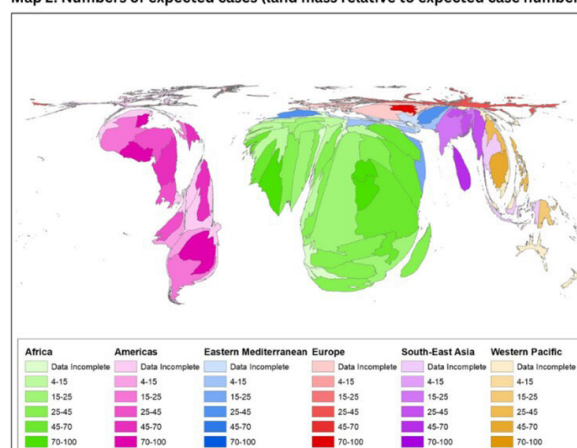 Map 2: Numbers of expected cases (land mass relative to expected case number
Africa Americas Eastern Mediterranean Europe South-East Asia Western Pacific
Data Incomplete Data Incomplete Data Incomplete Data Incomplete Data Incomplete Data Incomplete
4-15 4-15 4-15 4-15 4-15 4-15
15-25 15-25 15-25 15-25 15-25 15-25
25-45 25-45 25-45 25-45 25-45 25-45
45-70 45-70 45-70 45-70 45-70 45-70
70-100 70-100 70-100 70-100 70-100 70-100